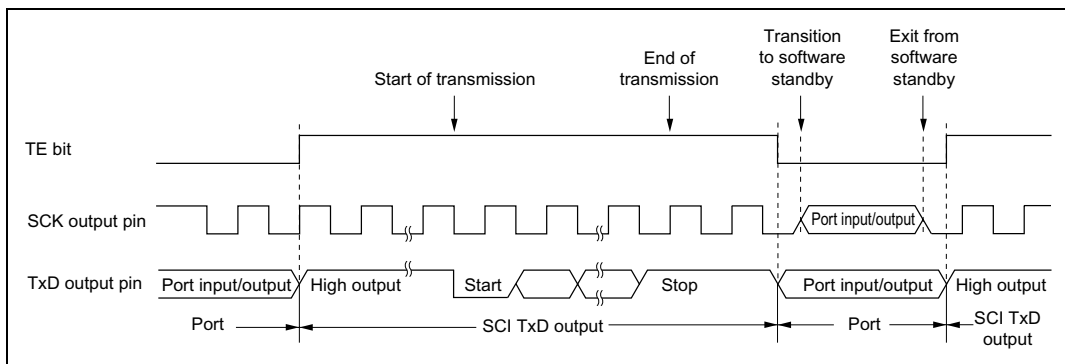 Transition
to software
standby
Exit from
software
standby
Start of transmission
End of
transmission
TE bit
SCK output pin
Port input/output
TxD output pin
Port input/output
High output
Start
Stop
Port input/output
High output
Port
SCI TxD output
Port
SCI TxD
output